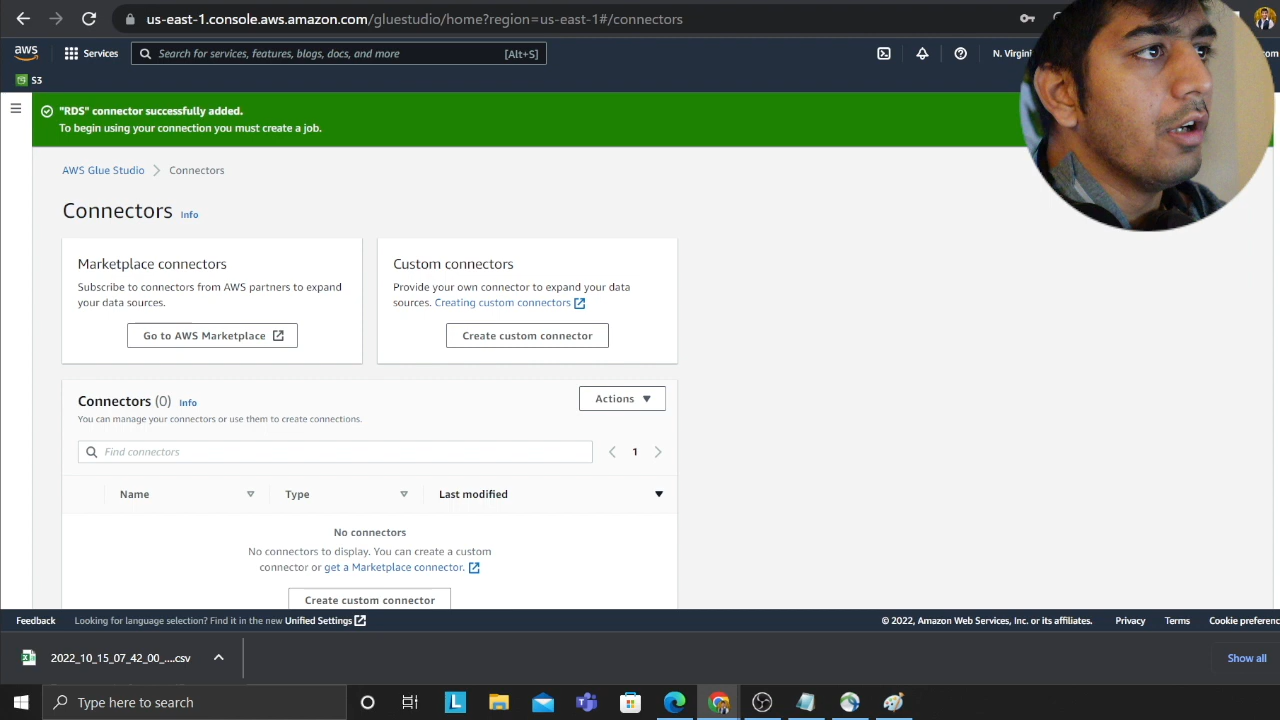 us-east-1.console.aws.amazon.com/gluestudio/home?region=us-east-1#/connectors
aws
Services
Search for services, features, blogs, docs, and more
[Alt+S]
N. Virgini
om
S3
"RDS" connector successfully added.
To begin using your connection you must create a job.
AWS Glue Studio
Connectors
Connectors Info
Marketplace connectors
Subscribe to connectors from AWS partners to expand
your data sources.
Go to AWS Marketplace
Custom connectors
Provide your own connector to expand your data
sources. Creating custom connectors
Create custom connector
Connectors (0) Info
Actions
You can manage your connectors or use them to create connections.
Find connectors
1
Name
Type
Last modified
No connectors
No connectors to display. You can create a custom
connector or get a Marketplace connector.
Create custom connector
Feedback
Looking for language selection? Find it in the new Unified Settings
© 2022, Amazon Web Services, Inc. or its affiliates.
Privacy
Terms
Cookie preferenc
2022_10_15_07_42_00_....csv
Show all
Type here to search
L